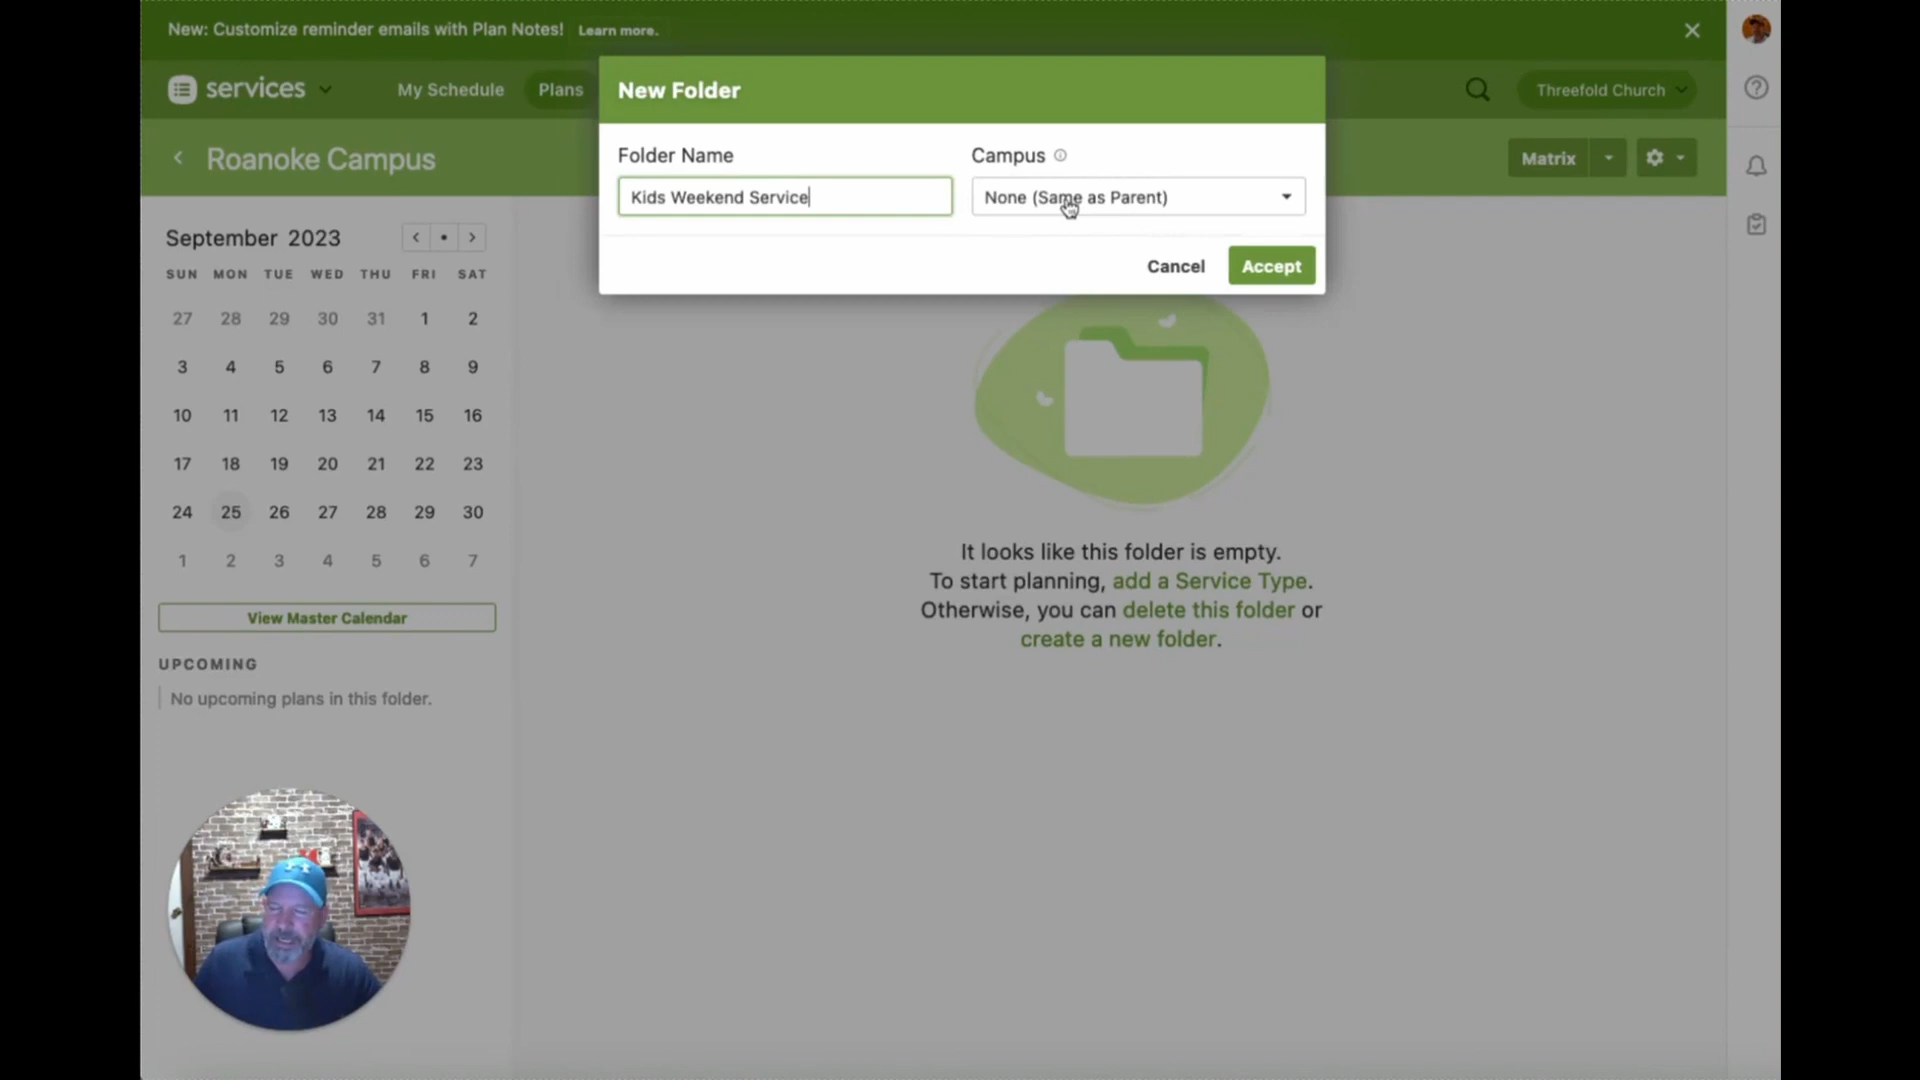 New: Customize reminder emails with Plan Notes! Learn more.
services
My Schedule
Plans
Threefold Church
New Folder
Folder Name
Campus
Kids Weekend Service
None (Same as Parent)
Cancel
Accept
Roanoke Campus
Matrix
September 2023
SUN MON TUE WED THU FRI SAT
27 28 29 30 31 1 2
3 4 5 6 7 8 9
10 11 12 13 14 15 16
17 18 19 20 21 22 23
24 25 26 27 28 29 30
1 2 3 4 5 6 7
View Master Calendar
UPCOMING
No upcoming plans in this folder.
It looks like this folder is empty.
To start planning, add a Service Type.
Otherwise, you can delete this folder or
create a new folder.